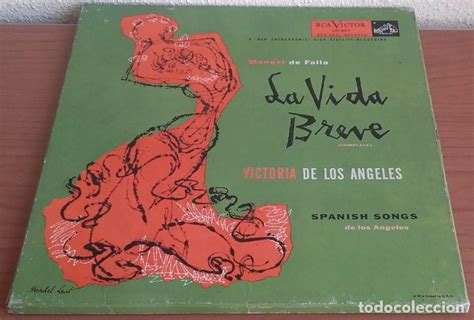 RCA VICTOR
A "NEW ORTHOPHONIC" HIGH FIDELITY RECORDING
Manuel de Falla
La Vida
Breve
(COMPLETE)
VICTORIA DE LOS ANGELES
SPANISH SONGS
de los Angeles
todocoleccion